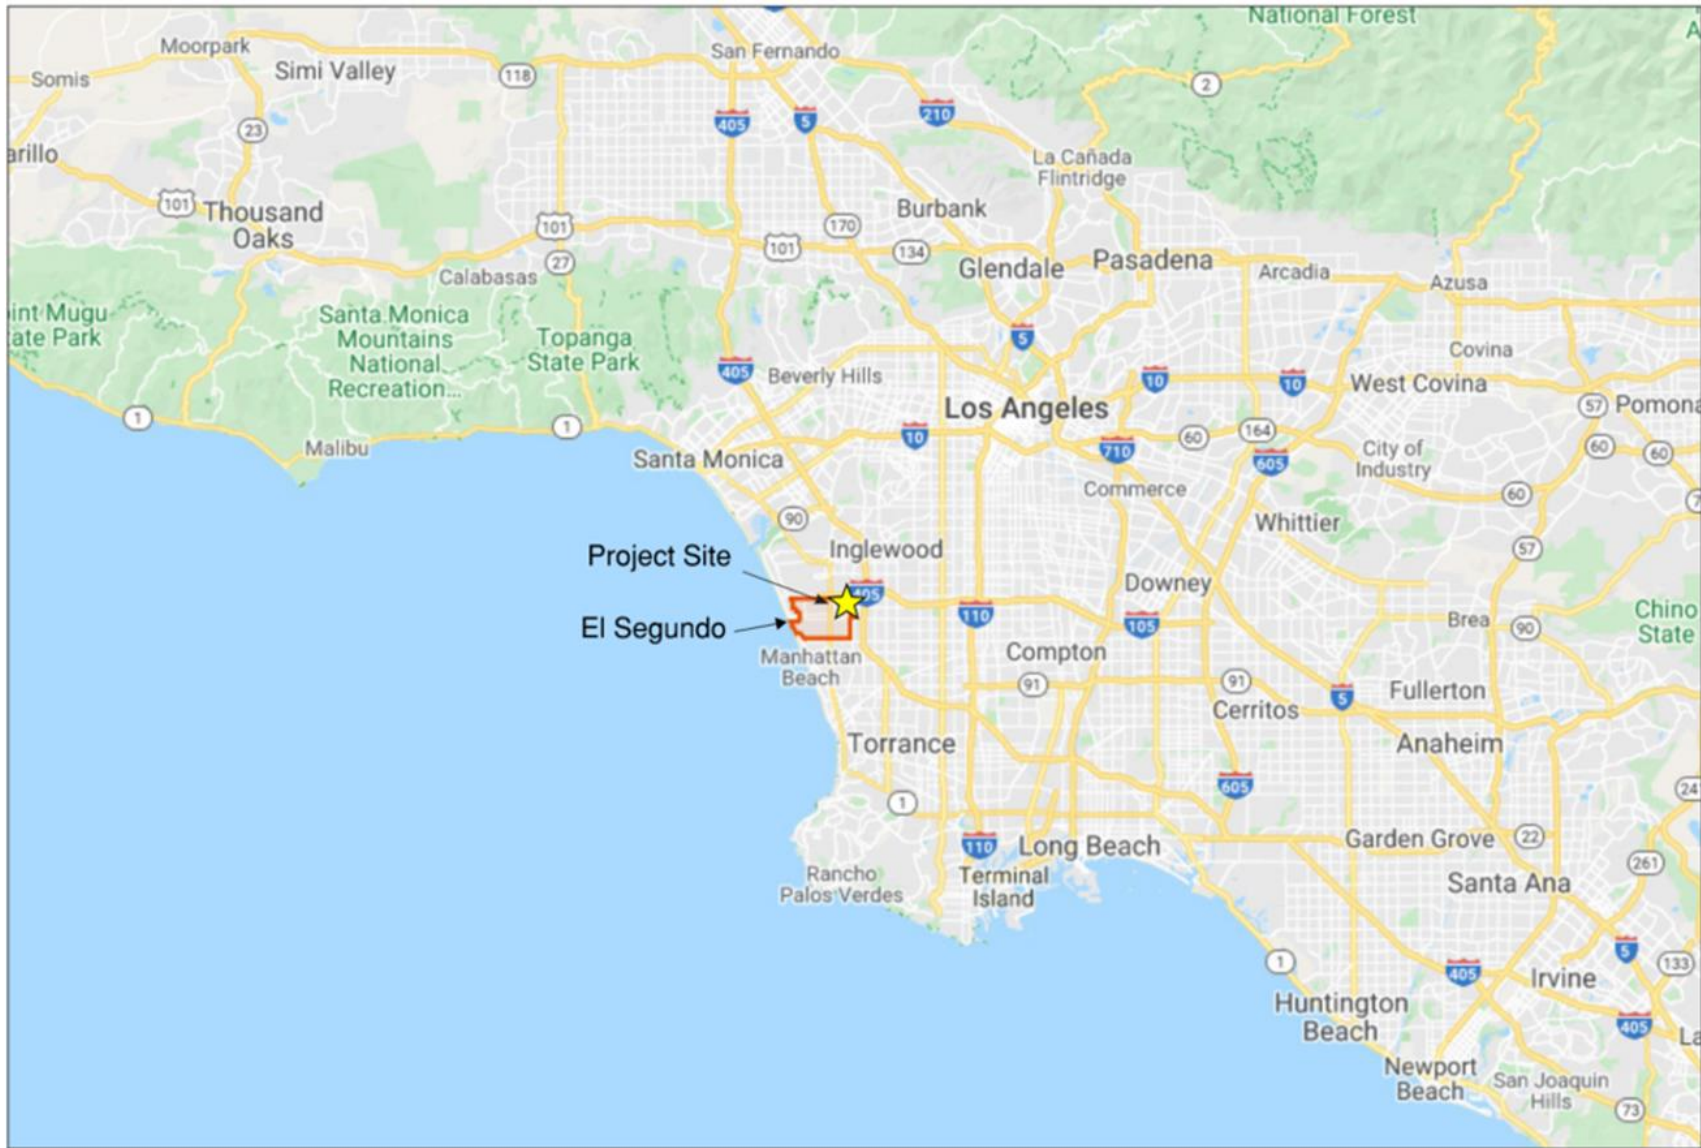 National Forest
Moorpark
San Fernando
Somis
Simi Valley
118
2
405
5
210
23
arillo
La Cañada
Flintridge
101
Thousand
Oaks
Burbank
101
170
101
134
27
Calabasas
Glendale
Pasadena
Arcadia
Azusa
oint Mugu
tate Park
Santa Monica
Mountains
National
Recreation...
Topanga
State Park
5
Covina
405
Beverly Hills
10
10
West Covina
Los Angeles
57
Pomona
1
1
10
60
164
Malibu
710
60
60
Santa Monica
605
City of
Industry
Commerce
60
90
Whittier
Project Site
Inglewood
57
Downey
405
El Segundo
110
105
Brea
90
Chino
State
Manhattan
Beach
Compton
91
91
5
Fullerton
Cerritos
Torrance
Anaheim
605
1
24
110
Long Beach
Garden Grove
22
261
Rancho
Palos Verdes
Terminal
Island
Santa Ana
5
1
405
Irvine
133
Huntington
Beach
405
La
Newport
Beach
San Joaquin
Hills
73